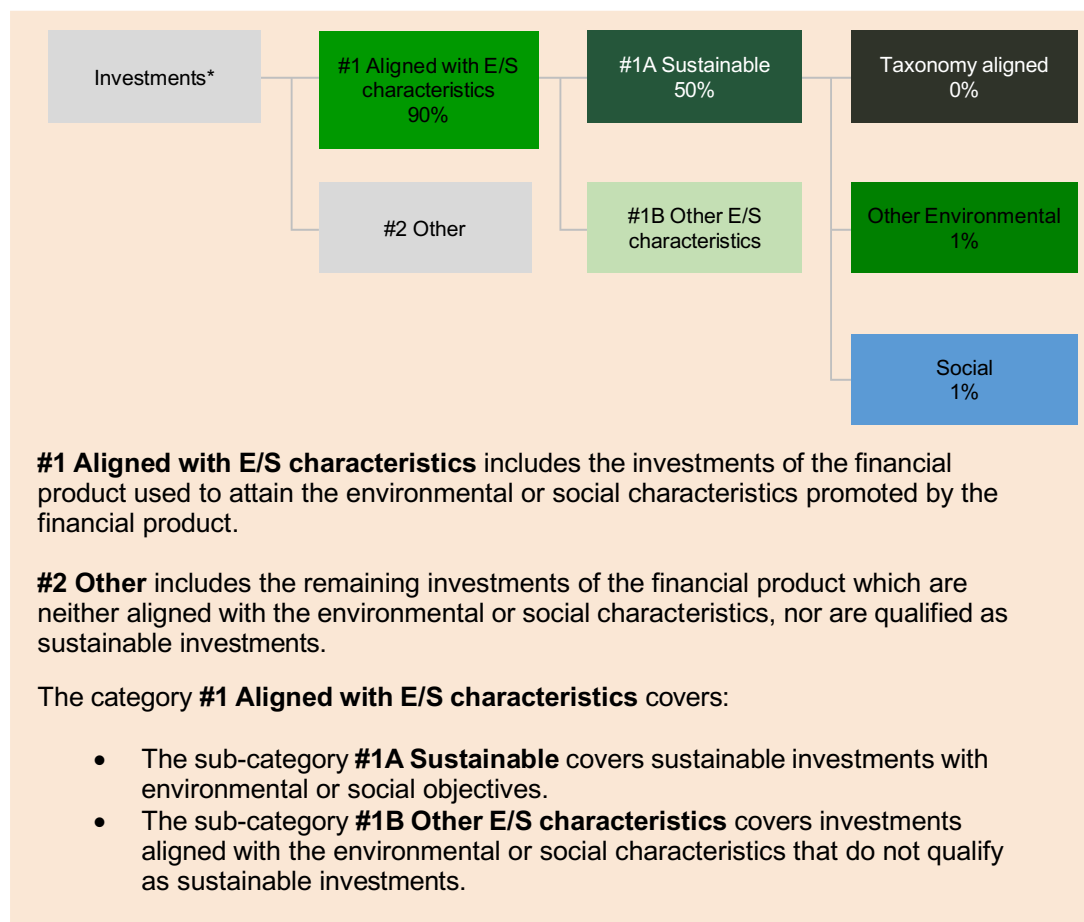 Investments*
#1 Aligned with E/S
characteristics
90%
#1A Sustainable
50%
Taxonomy aligned
0%
#2 Other
#1B Other E/S
characteristics
Other Environmental
1%
Social
1%
#1 Aligned with E/S characteristics includes the investments of the financial
product used to attain the environmental or social characteristics promoted by the
financial product.
#2 Other includes the remaining investments of the financial product which are
neither aligned with the environmental or social characteristics, nor are qualified as
sustainable investments.
The category #1 Aligned with E/S characteristics covers:
• The sub-category #1A Sustainable covers sustainable investments with
environmental or social objectives.
• The sub-category #1B Other E/S characteristics covers investments
aligned with the environmental or social characteristics that do not qualify
as sustainable investments.